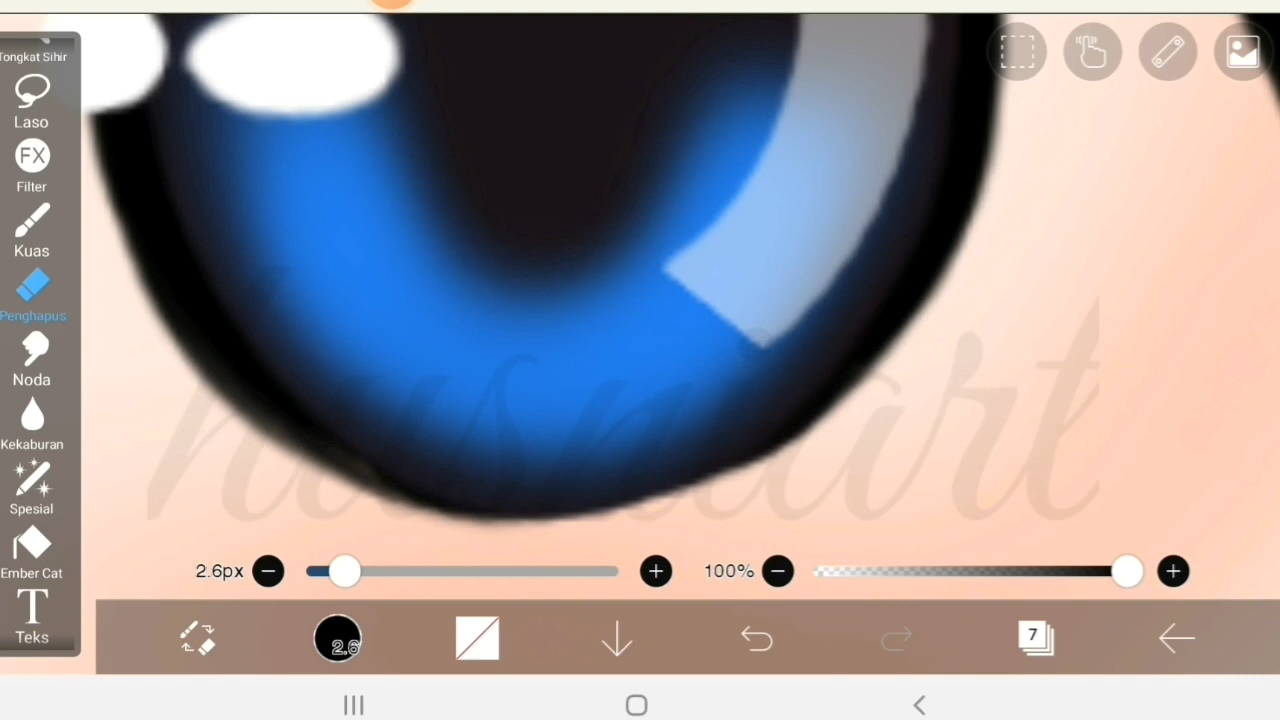 Tongkat Sihir
Laso
FX
Filter
Kuas
Penghapus
Noda
Kekaburan
Spesial
Ember Cat
T
Teks
husniart
2.6px
100%
2.6
7